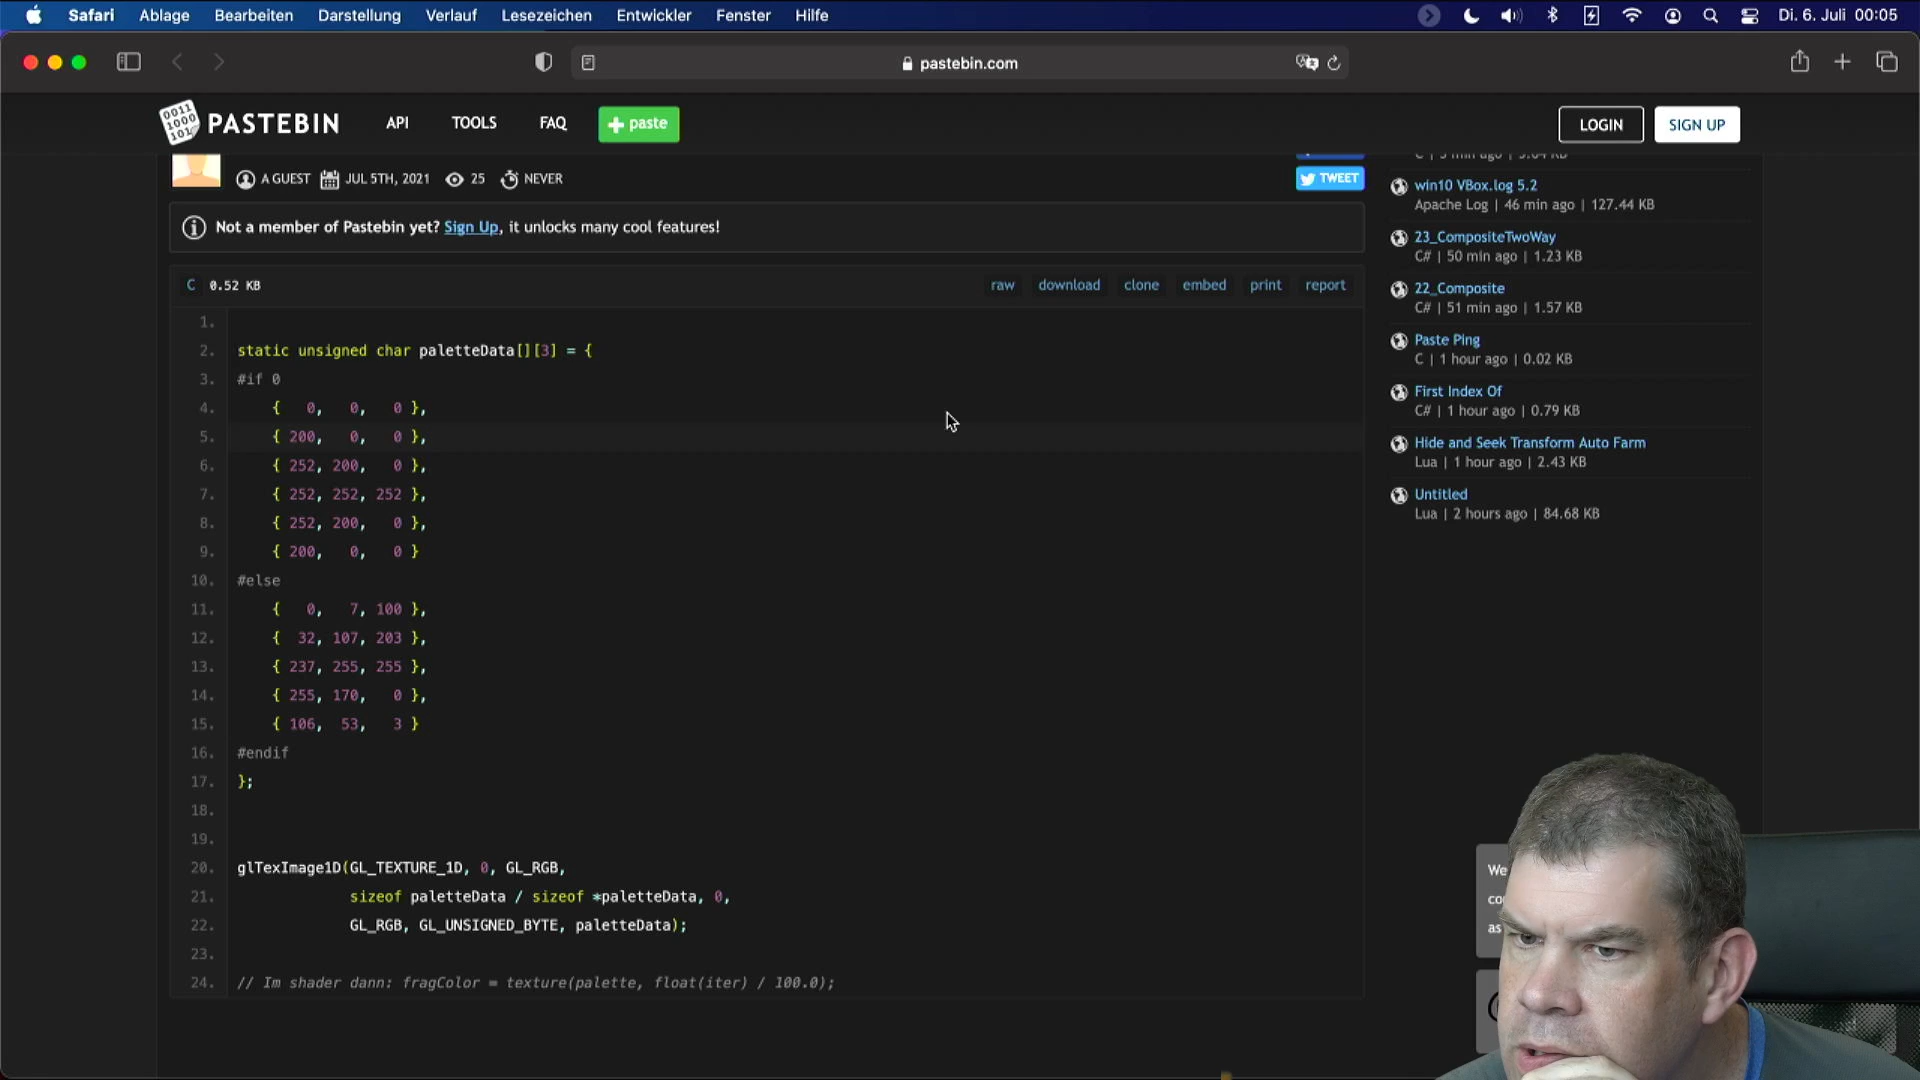 Safari Ablage Bearbeiten Darstellung Verlauf Lesezeichen Entwickler Fenster Hilfe Di. 6. Juli 00:05
pastebin.com
PASTEBIN API TOOLS FAQ + paste LOGIN SIGN UP
A GUEST JUL 5TH, 2021 25 NEVER
TWEET
Not a member of Pastebin yet? Sign Up, it unlocks many cool features!
C 0.52 KB raw download clone embed print report
1.
2. static unsigned char paletteData[][3] = {
3. #if 0
4. { 0, 0, 0 },
5. { 200, 0, 0 },
6. { 252, 200, 0 },
7. { 252, 252, 252 },
8. { 252, 200, 0 },
9. { 200, 0, 0 }
10. #else
11. { 0, 7, 100 },
12. { 32, 107, 203 },
13. { 237, 255, 255 },
14. { 255, 170, 0 },
15. { 106, 53, 3 }
16. #endif
17. };
18.
19.
20. glTexImage1D(GL_TEXTURE_1D, 0, GL_RGB,
21. sizeof paletteData / sizeof *paletteData, 0,
22. GL_RGB, GL_UNSIGNED_BYTE, paletteData);
23.
24. // Im shader dann: fragColor = texture(palette, float(iter) / 100.0);
win10 VBox.log 5.2
Apache Log | 46 min ago | 127.44 KB
23_CompositeTwoWay
C# | 50 min ago | 1.23 KB
22_Composite
C# | 51 min ago | 1.57 KB
Paste Ping
C | 1 hour ago | 0.02 KB
First Index Of
C# | 1 hour ago | 0.79 KB
Hide and Seek Transform Auto Farm
Lua | 1 hour ago | 2.43 KB
Untitled
Lua | 2 hours ago | 84.68 KB
We
as